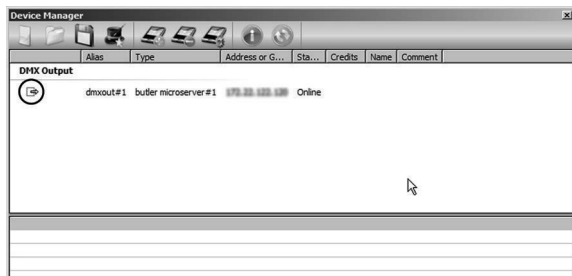 Device Manager
Alias Type Address or G... Sta... Credits Name Comment
DMX Output
dmxout#1 butler microserver#1 Online